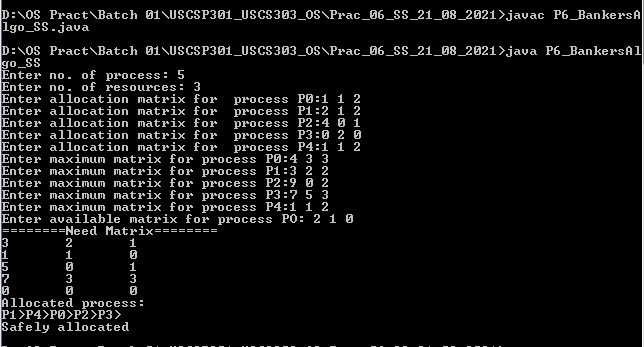 D:\OS Pract\Batch 01\USCSP301_USCS303_OS\Prac_06_SS_21_08_2021>javac P6_BankersA
lgo_SS.java
D:\OS Pract\Batch 01\USCSP301_USCS303_OS\Prac_06_SS_21_08_2021>java P6_BankersAl
go_SS
Enter no. of process: 5
Enter no. of resources: 3
Enter allocation matrix for  process P0:1 1 2
Enter allocation matrix for  process P1:2 1 2
Enter allocation matrix for  process P2:4 0 1
Enter allocation matrix for  process P3:0 2 0
Enter allocation matrix for  process P4:1 1 2
Enter maximum matrix for process P0:4 3 3
Enter maximum matrix for process P1:3 2 2
Enter maximum matrix for process P2:9 0 2
Enter maximum matrix for process P3:7 5 3
Enter maximum matrix for process P4:1 1 2
Enter available matrix for process PO: 2 1 0
========Need Matrix========
3       2       1
1       1       0
5       0       1
7       3       3
0       0       0
Allocated process:
P1>P4>P0>P2>P3>
Safely allocated